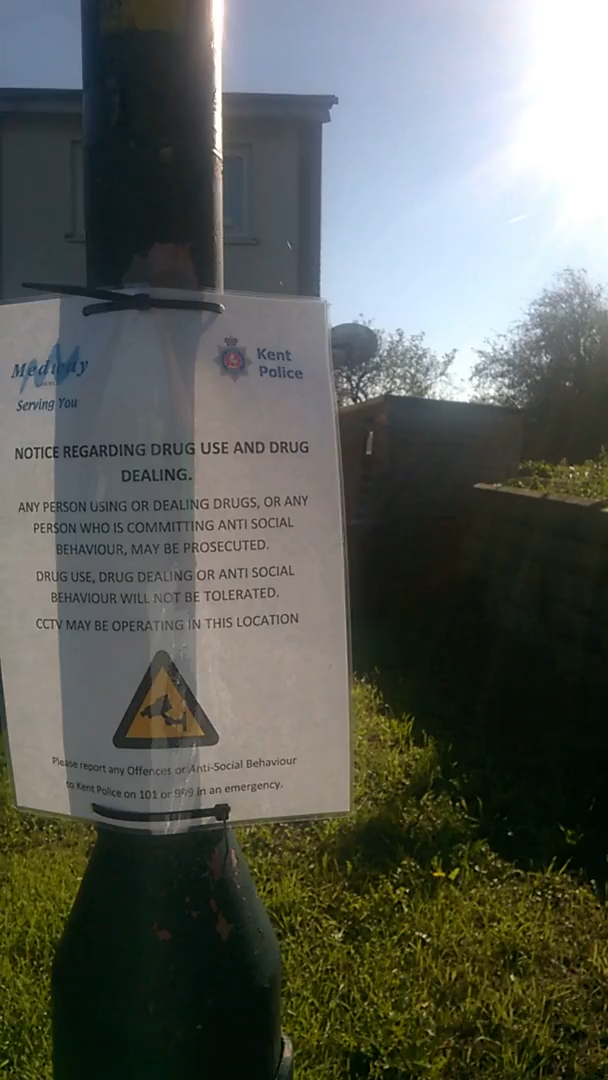 Medway
Serving You
Kent
Police
NOTICE REGARDING DRUG USE AND DRUG
DEALING.
ANY PERSON USING OR DEALING DRUGS, OR ANY
PERSON WHO IS COMMITTING ANTI SOCIAL
BEHAVIOUR, MAY BE PROSECUTED.
DRUG USE, DRUG DEALING OR ANTI SOCIAL
BEHAVIOUR WILL NOT BE TOLERATED.
CCTV MAY BE OPERATING IN THIS LOCATION
Please report any Offences or Anti-Social Behaviour
to Kent Police on 101 or 999 in an emergency.